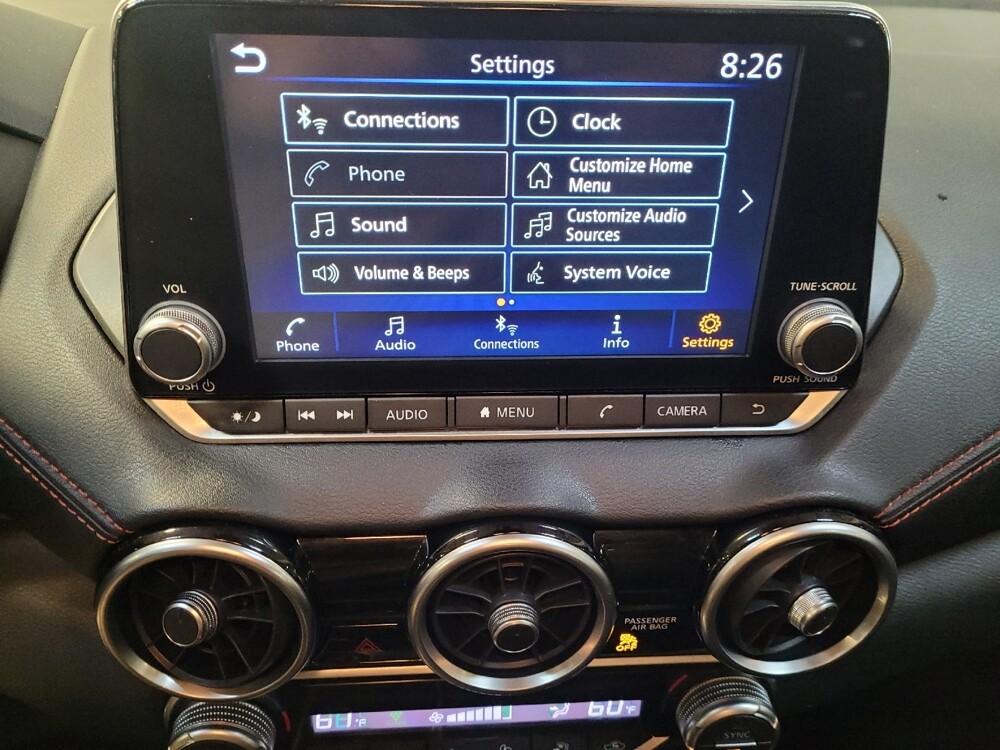 Settings
8:26
Connections
Clock
Phone
Customize Home
Menu
Sound
Customize Audio
Sources
Volume & Beeps
System Voice
Phone
Audio
Connections
Info
Settings
VOL
PUSH
TUNE·SCROLL
PUSH SOUND
AUDIO
MENU
CAMERA
PASSENGER
AIR BAG
OFF
°F
60°F
SYNC